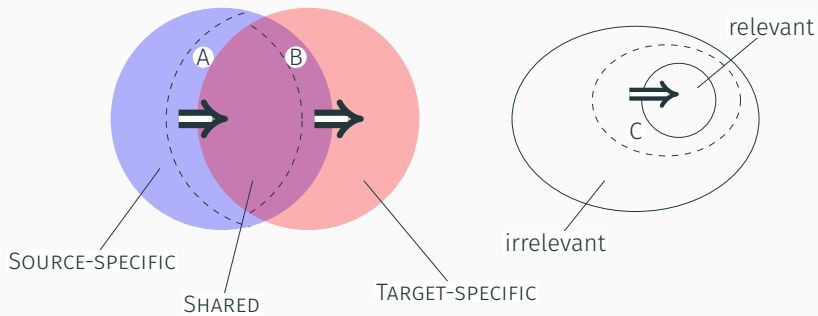 A
B
SOURCE-SPECIFIC
SHARED
TARGET-SPECIFIC
relevant
C
irrelevant